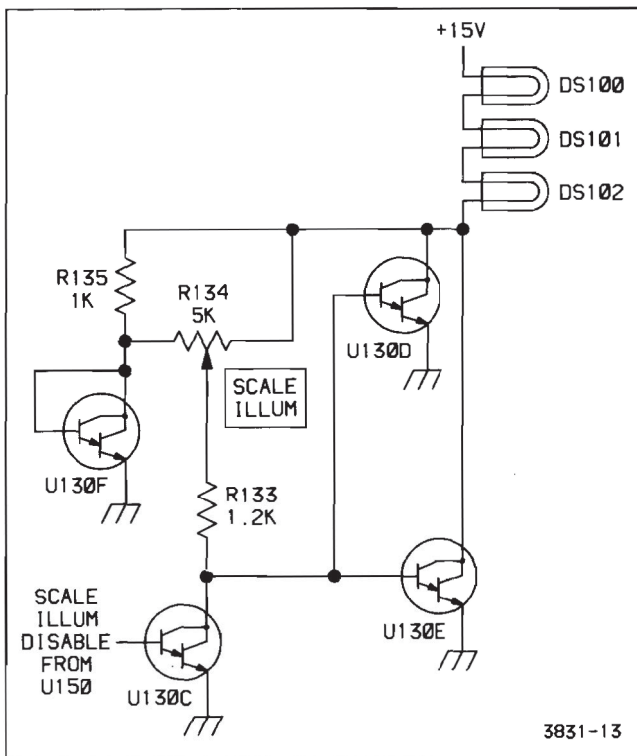 +15V
DS100
DS101
DS102
R135
1K
R134
5K
U130D
SCALE
ILLUM
U130F
R133
1.2K
SCALE
ILLUM
DISABLE
FROM
U150
U130C
U130E
3831-13